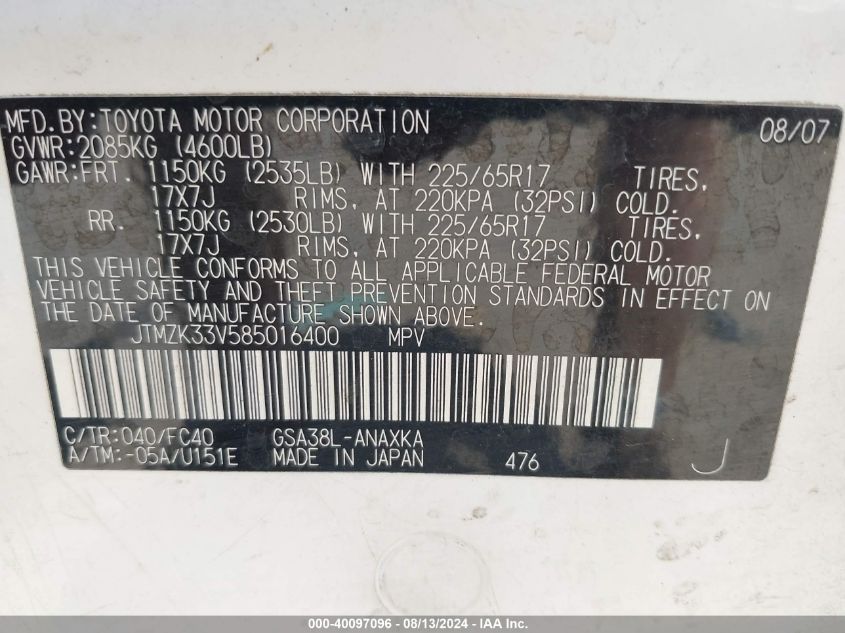 MFD.BY:TOYOTA MOTOR CORPORATION 08/07
GVWR:2085KG (4600LB)
GAWR:FRT. 1150KG (2535LB) WITH 225/65R17 TIRES,
17X7J RIMS, AT 220KPA (32PSI) COLD.
RR. 1150KG (2530LB) WITH 225/65R17 TIRES,
17X7J RIMS, AT 220KPA (32PSI) COLD.
THIS VEHICLE CONFORMS TO ALL APPLICABLE FEDERAL MOTOR
VEHICLE SAFETY AND THEFT PREVENTION STANDARDS IN EFFECT ON
THE DATE OF MANUFACTURE SHOWN ABOVE.
JTMZK33V585016400 MPV
C/TR:040/FC40 GSA38L-ANAXKA
A/TM:-05A/U151E MADE IN JAPAN 476 J
000-40097096 - 08/13/2024 - IAA Inc.